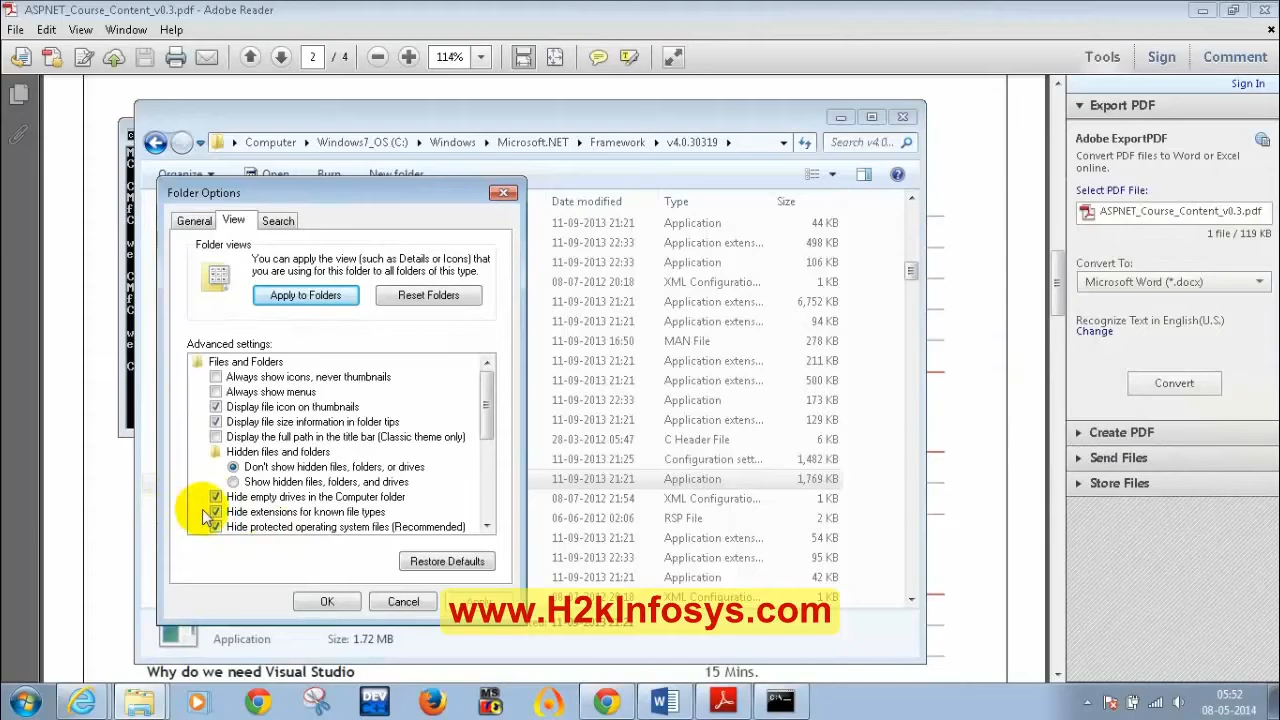 ASPNET_Course_Content_v0.3.pdf - Adobe Reader
File Edit View Window Help
2 / 4 114% Tools Sign Comment
Sign In
Export PDF
Adobe ExportPDF
Convert PDF files to Word or Excel
online.
Select PDF File:
ASPNET_Course_Content_v0.3.pdf
1 file / 119 KB
Convert To:
Microsoft Word (*.docx)
Recognize Text in English(U.S.)
Change
Convert
Create PDF
Send Files
Store Files
Computer Windows7_OS (C:) Windows Microsoft.NET Framework v4.0.30319 Search v4.0...
Organize Open Burn New folder
Date modified Type Size
11-09-2013 21:21 Application 44 KB
11-09-2013 22:33 Application extens... 498 KB
11-09-2013 22:33 Application 106 KB
08-07-2012 20:18 XML Configuratio... 1 KB
11-09-2013 21:21 Application extens... 6,752 KB
11-09-2013 21:21 Application extens... 94 KB
11-09-2013 16:50 MAN File 278 KB
11-09-2013 21:21 Application extens... 211 KB
11-09-2013 21:21 Application extens... 500 KB
11-09-2013 22:33 Application 173 KB
11-09-2013 21:21 Application extens... 129 KB
28-03-2012 05:47 C Header File 6 KB
11-09-2013 21:25 Configuration sett... 1,482 KB
11-09-2013 21:21 Application 1,769 KB
08-07-2012 21:54 XML Configuratio... 1 KB
06-06-2012 02:06 RSP File 2 KB
11-09-2013 21:21 Application extens... 54 KB
11-09-2013 22:33 Application extens... 95 KB
11-09-2013 21:21 Application 42 KB
Folder Options
General View Search
Folder views
You can apply the view (such as Details or Icons) that
you are using for this folder to all folders of this type.
Apply to Folders Reset Folders
Advanced settings:
Files and Folders
Always show icons, never thumbnails
Always show menus
Display file icon on thumbnails
Display file size information in folder tips
Display the full path in the title bar (Classic theme only)
Hidden files and folders
Don't show hidden files, folders, or drives
Show hidden files, folders, and drives
Hide empty drives in the Computer folder
Hide extensions for known file types
Hide protected operating system files (Recommended)
Restore Defaults
OK Cancel
www.H2kInfosys.com
Application Size: 1.72 MB
Why do we need Visual Studio 15 Mins.
DEV
MS
05:52
08-05-2014